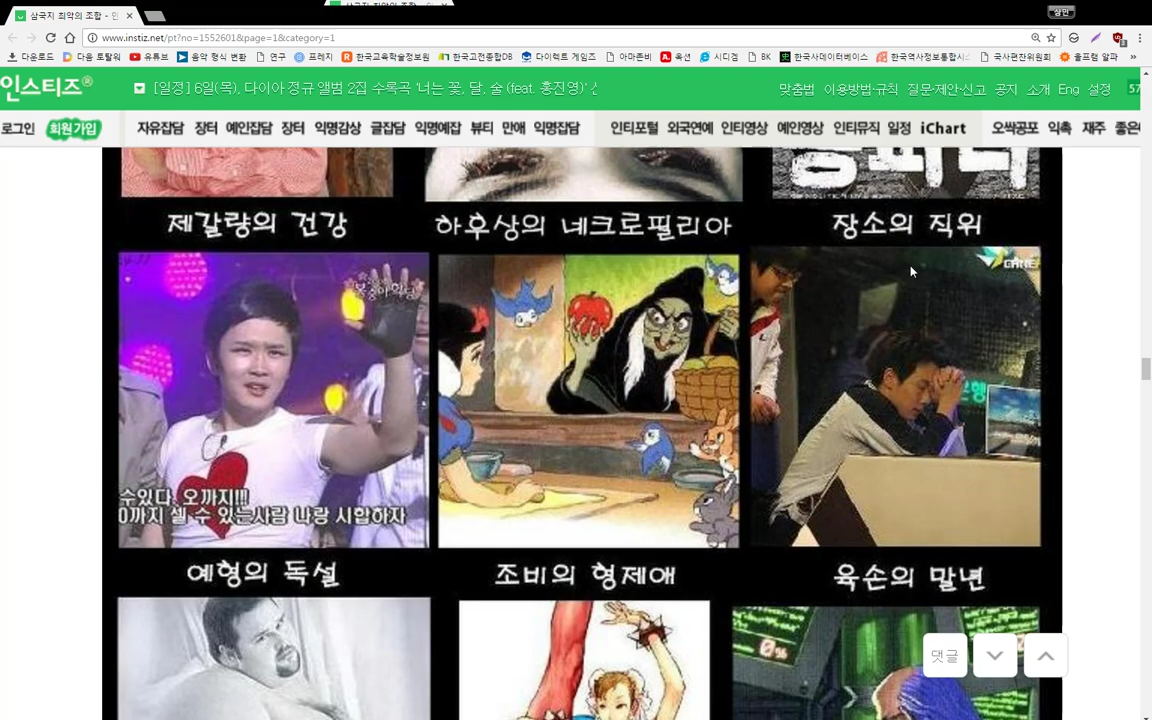 삼국지 최악의 조합 - 인
www.instiz.net/pt?no=1552601&page=1&category=1
다운로드 다음 로탈워 유튜브 음악 형식 변환 연구 프레지 한국교육학술정보원 한국고전종합DB 다이렉트 게임즈 아마존비 옥션 시디겜 BK 한국사데이터베이스 한국역사정보통합시스 국사편찬위원회 울프럼 알파
인스티즈® [일정] 6일(목), 다이아 정규 앨범 2집 수록곡 '너는 꽃, 달, 술 (feat. 홍진영)' 맞춤법 이용방법·규칙 질문·제안·신고 공지 소개 Eng 설정 57
로그인 회원가입 자유잡담 장터 예인잡담 장터 익명감상 글잡담 익명예잡 뷰티 만애 익명잡담 인티포털 외국연예 인티영상 예인영상 인티뮤직 일정 iChart 오싹공포 익촉 재주 좋은
제갈량의 건강 하후상의 네크로필리아 장소의 직위
GAME
수있다. 오까지!!!
0까지 셀 수 있는사람 나랑 시합하자
예형의 독설 조비의 형제애 육손의 말년
댓글